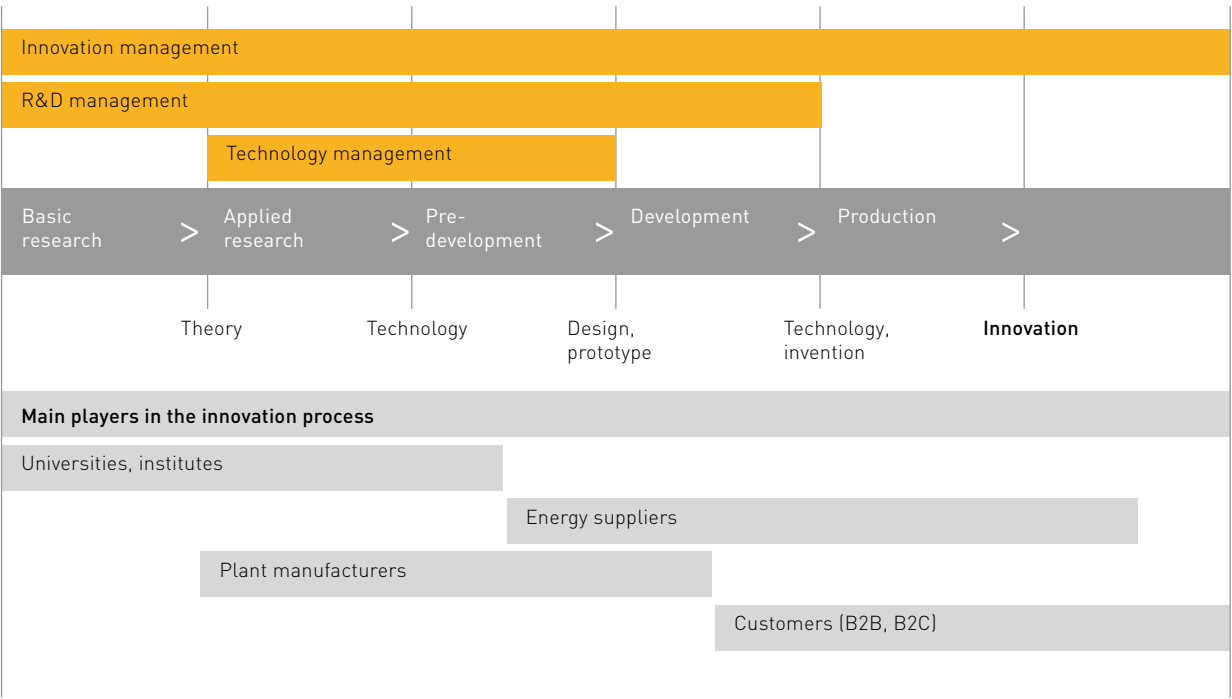 Innovation management
R&D management
Technology management
Basic
research
>
Applied
research
>
Pre-
development
>
Development
>
Production
>
Theory
Technology
Design,
prototype
Technology,
invention
Innovation
Main players in the innovation process
Universities, institutes
Energy suppliers
Plant manufacturers
Customers (B2B, B2C)